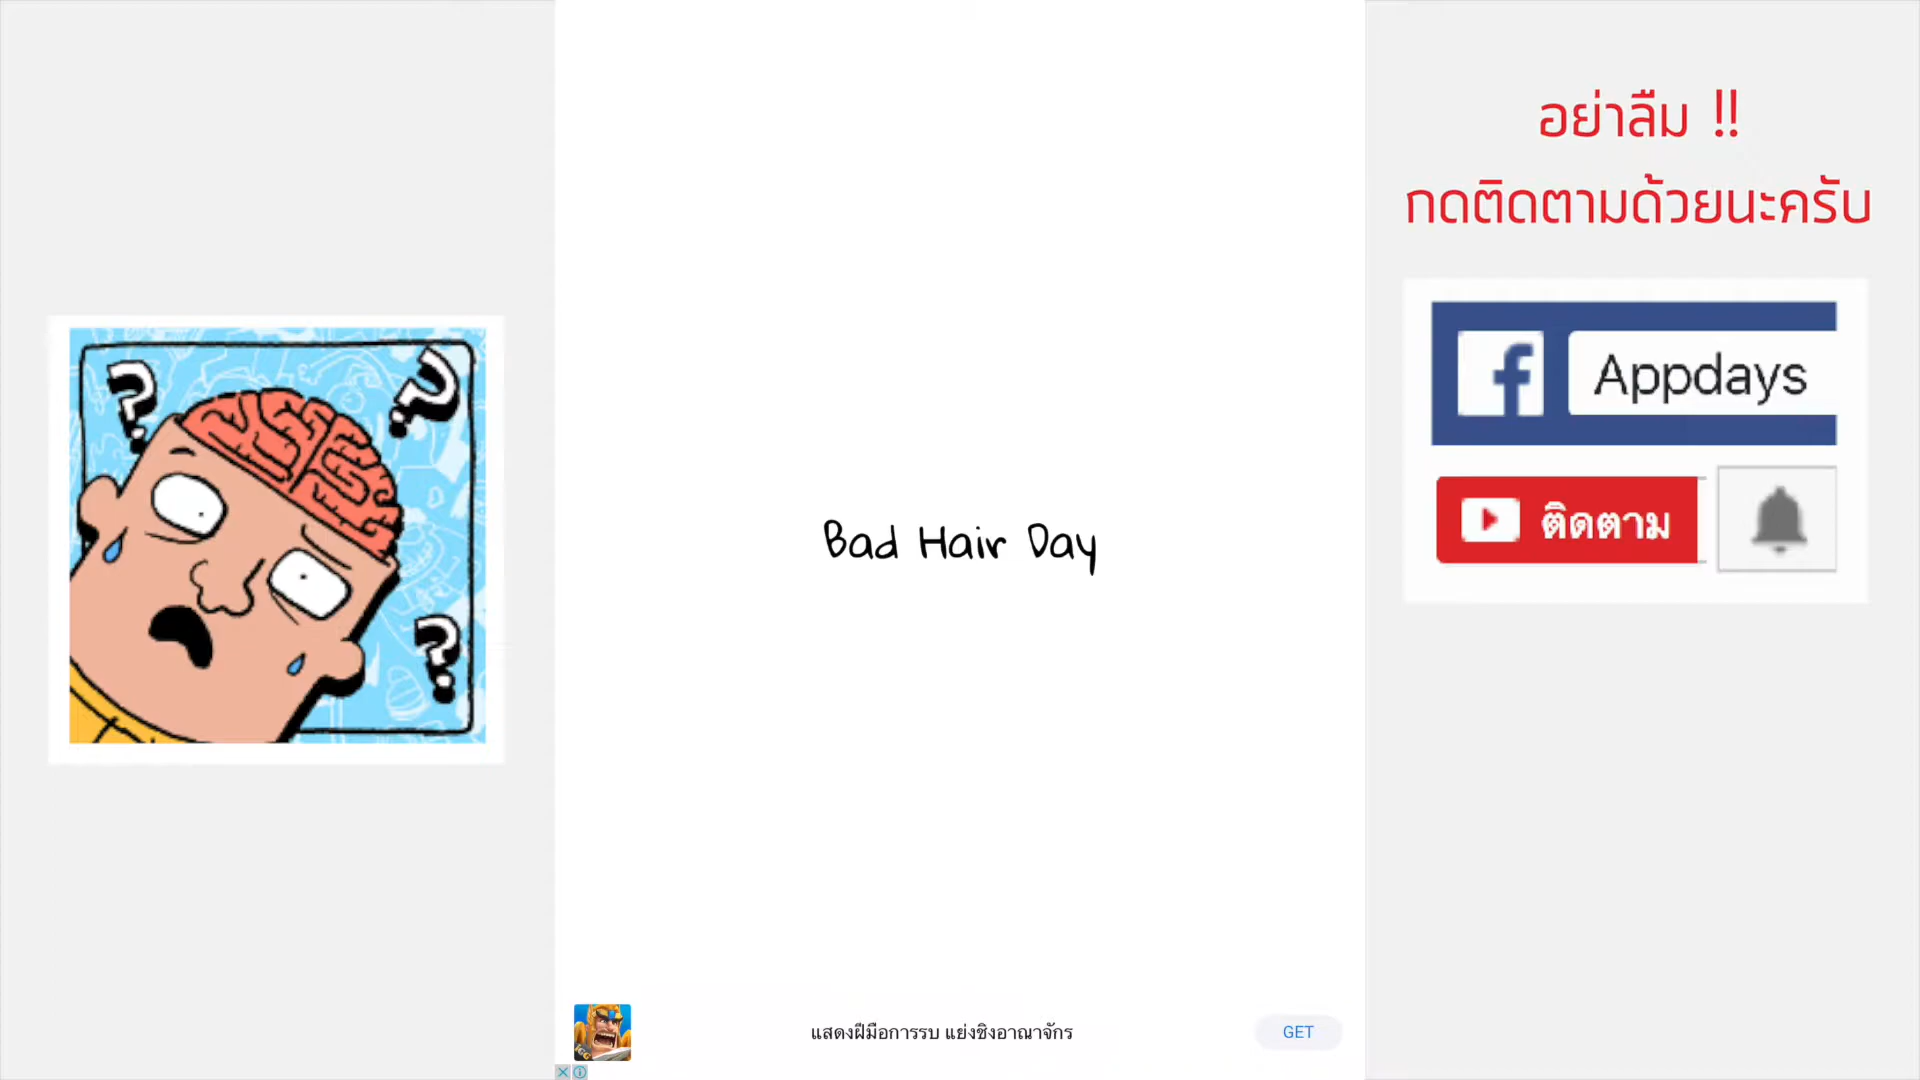 อย่าลืม !!
กดติดตามด้วยนะครับ
Appdays
ติดตาม
Bad Hair Day
IGG
แสดงฝีมือการรบ แย่งชิงอาณาจักร
GET